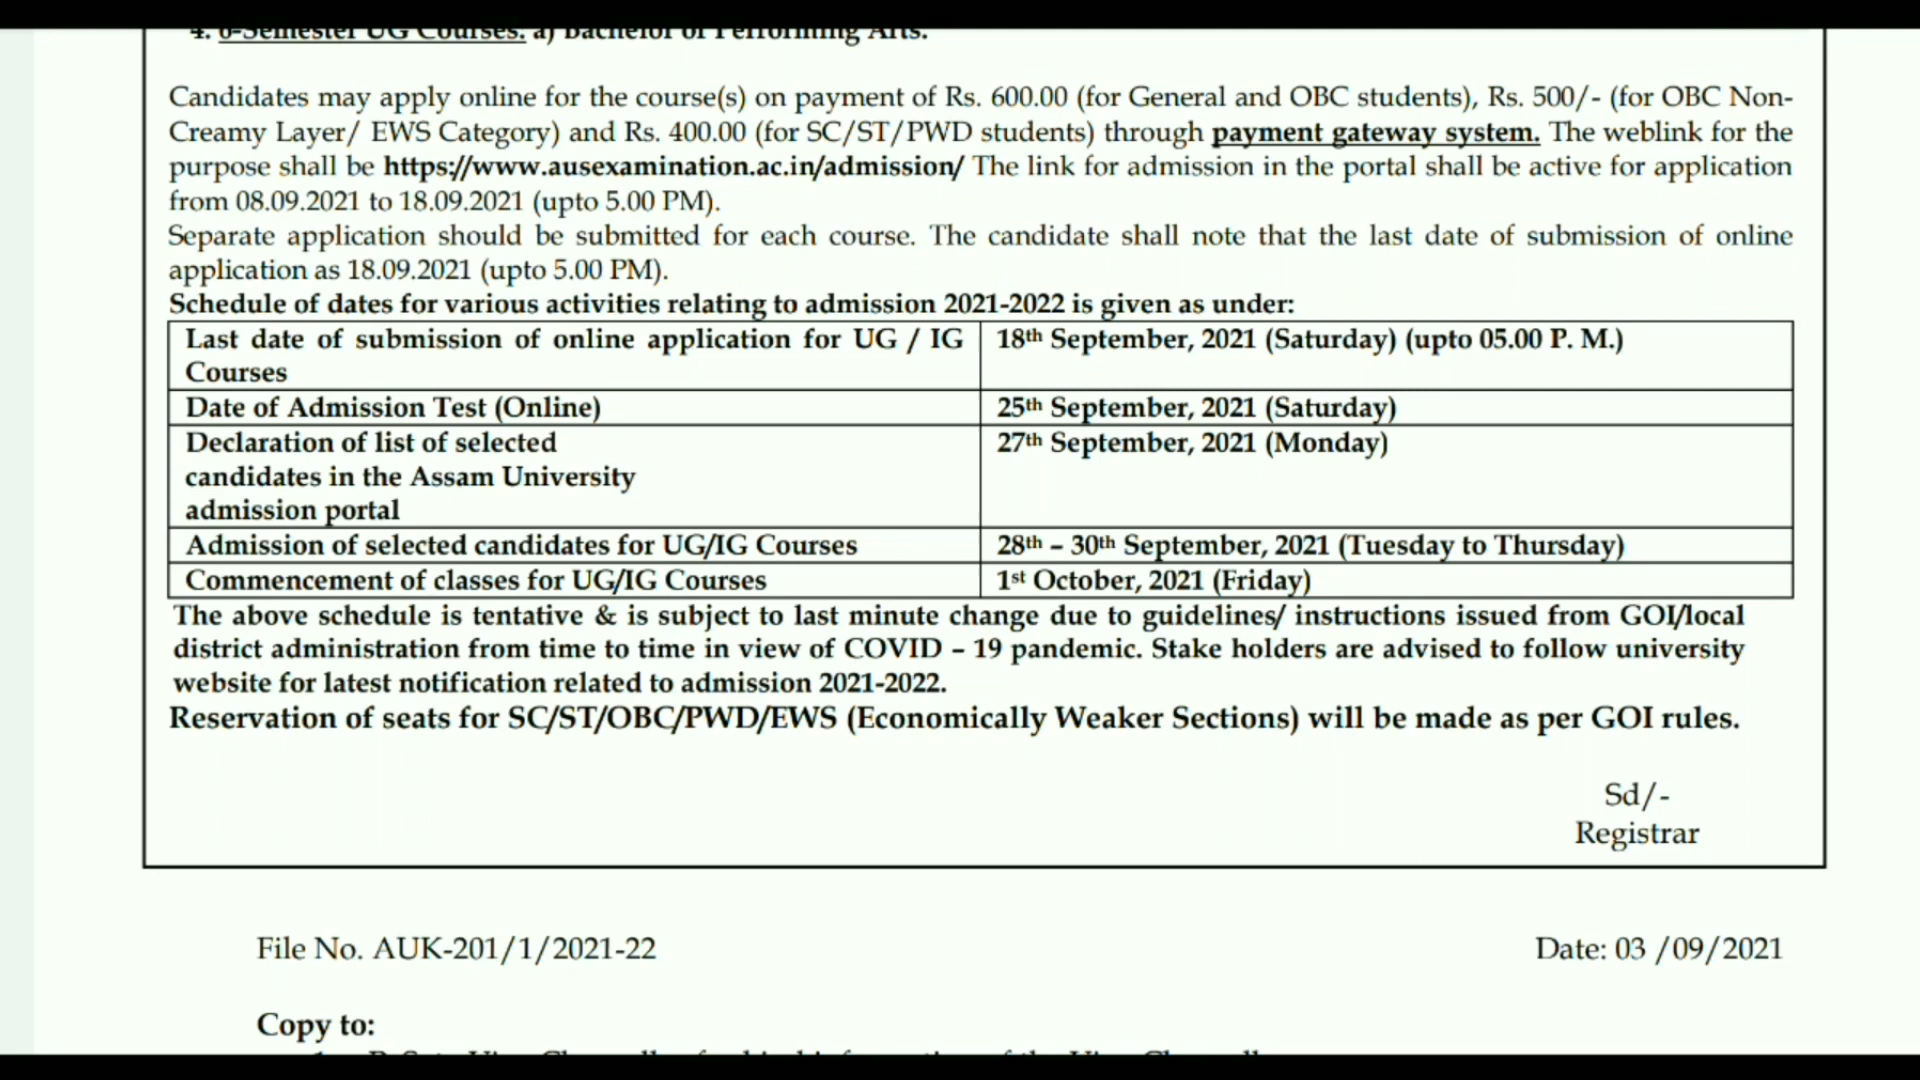 4. 6-Semester UG Courses: a) Bachelor of Performing Arts.
Candidates may apply online for the course(s) on payment of Rs. 600.00 (for General and OBC students), Rs. 500/- (for OBC Non-
Creamy Layer/ EWS Category) and Rs. 400.00 (for SC/ST/PWD students) through payment gateway system. The weblink for the
purpose shall be https://www.ausexamination.ac.in/admission/ The link for admission in the portal shall be active for application
from 08.09.2021 to 18.09.2021 (upto 5.00 PM).
Separate application should be submitted for each course. The candidate shall note that the last date of submission of online
application as 18.09.2021 (upto 5.00 PM).
Schedule of dates for various activities relating to admission 2021-2022 is given as under:
Last date of submission of online application for UG / IG 18th September, 2021 (Saturday) (upto 05.00 P. M.)
Courses
Date of Admission Test (Online) 25th September, 2021 (Saturday)
Declaration of list of selected 27th September, 2021 (Monday)
candidates in the Assam University
admission portal
Admission of selected candidates for UG/IG Courses 28th – 30th September, 2021 (Tuesday to Thursday)
Commencement of classes for UG/IG Courses 1st October, 2021 (Friday)
The above schedule is tentative & is subject to last minute change due to guidelines/ instructions issued from GOI/local
district administration from time to time in view of COVID – 19 pandemic. Stake holders are advised to follow university
website for latest notification related to admission 2021-2022.
Reservation of seats for SC/ST/OBC/PWD/EWS (Economically Weaker Sections) will be made as per GOI rules.
Sd/-
Registrar
File No. AUK-201/1/2021-22 Date: 03 /09/2021
Copy to: